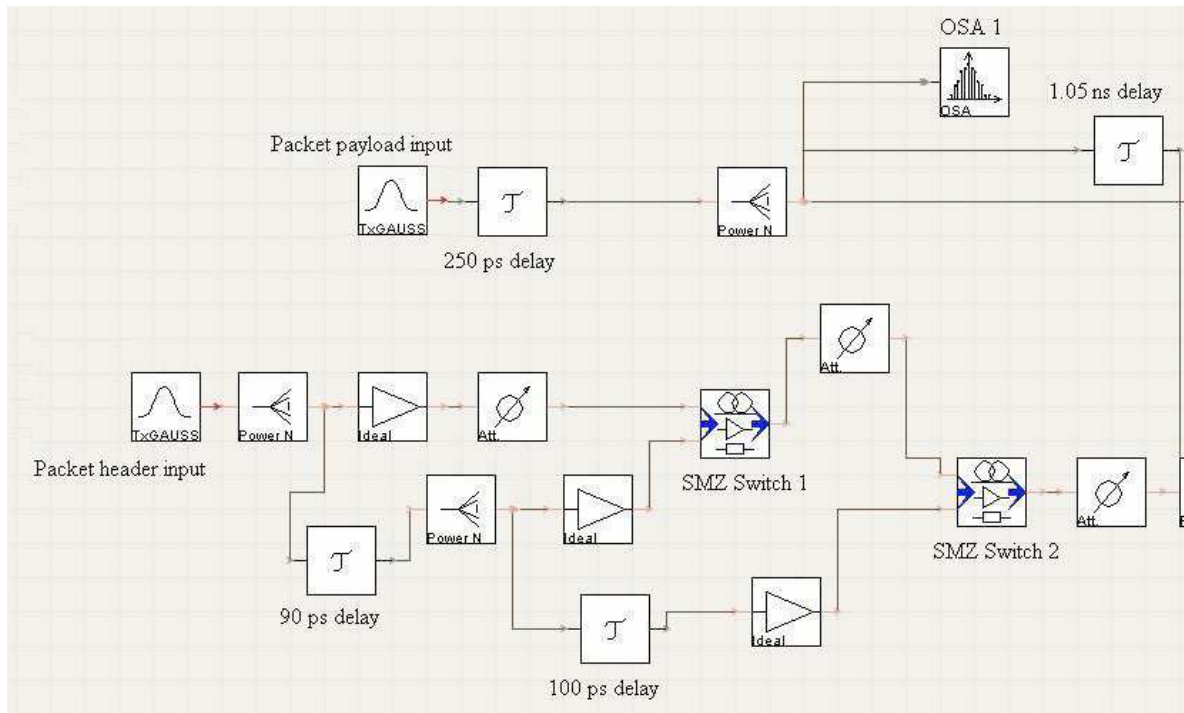 OSA 1
OSA
1.05 ns delay
τ
Packet payload input
TxGAUSS
τ
Power N
250 ps delay
Att.
TxGAUSS
Power N
Ideal
Att.
Packet header input
SMZ Switch 1
Power N
Ideal
Att.
SMZ Switch 2
τ
90 ps delay
τ
Ideal
100 ps delay